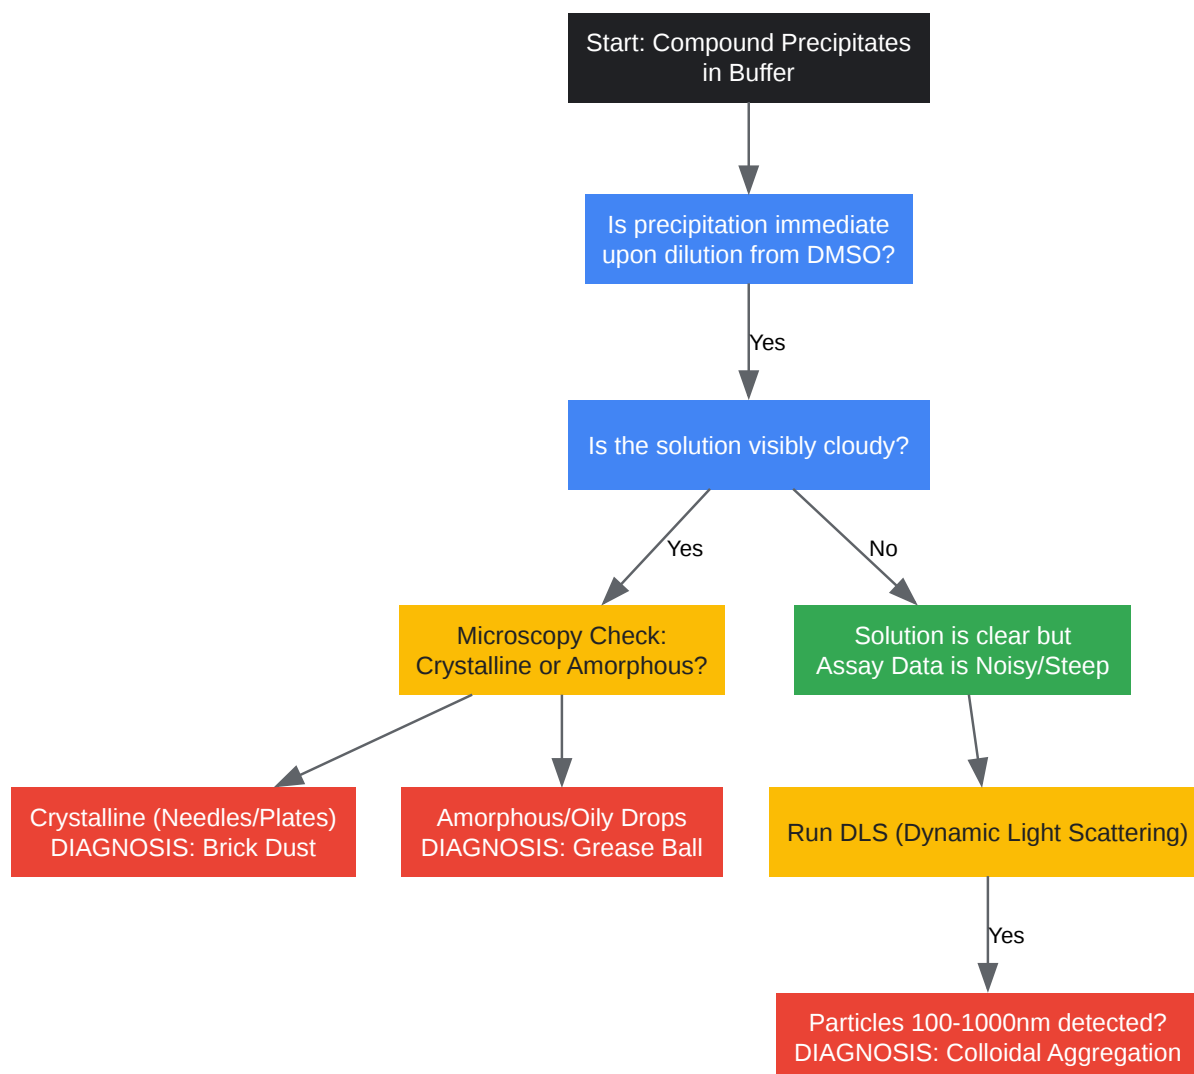 Start: Compound Precipitates
in Buffer
Is precipitation immediate
upon dilution from DMSO?
Yes
Is the solution visibly cloudy?
Yes
No
Microscopy Check:
Crystalline or Amorphous?
Solution is clear but
Assay Data is Noisy/Steep
Crystalline (Needles/Plates)
DIAGNOSIS: Brick Dust
Amorphous/Oily Drops
DIAGNOSIS: Grease Ball
Run DLS (Dynamic Light Scattering)
Yes
Particles 100-1000nm detected?
DIAGNOSIS: Colloidal Aggregation